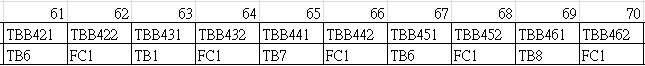 61 62 63 64 65 66 67 68 69 70
TBB421 TBB422 TBB431 TBB432 TBB441 TBB442 TBB451 TBB452 TBB461 TBB462
TB6 FC1 TB1 FC1 TB7 FC1 TB6 FC1 TB8 FC1